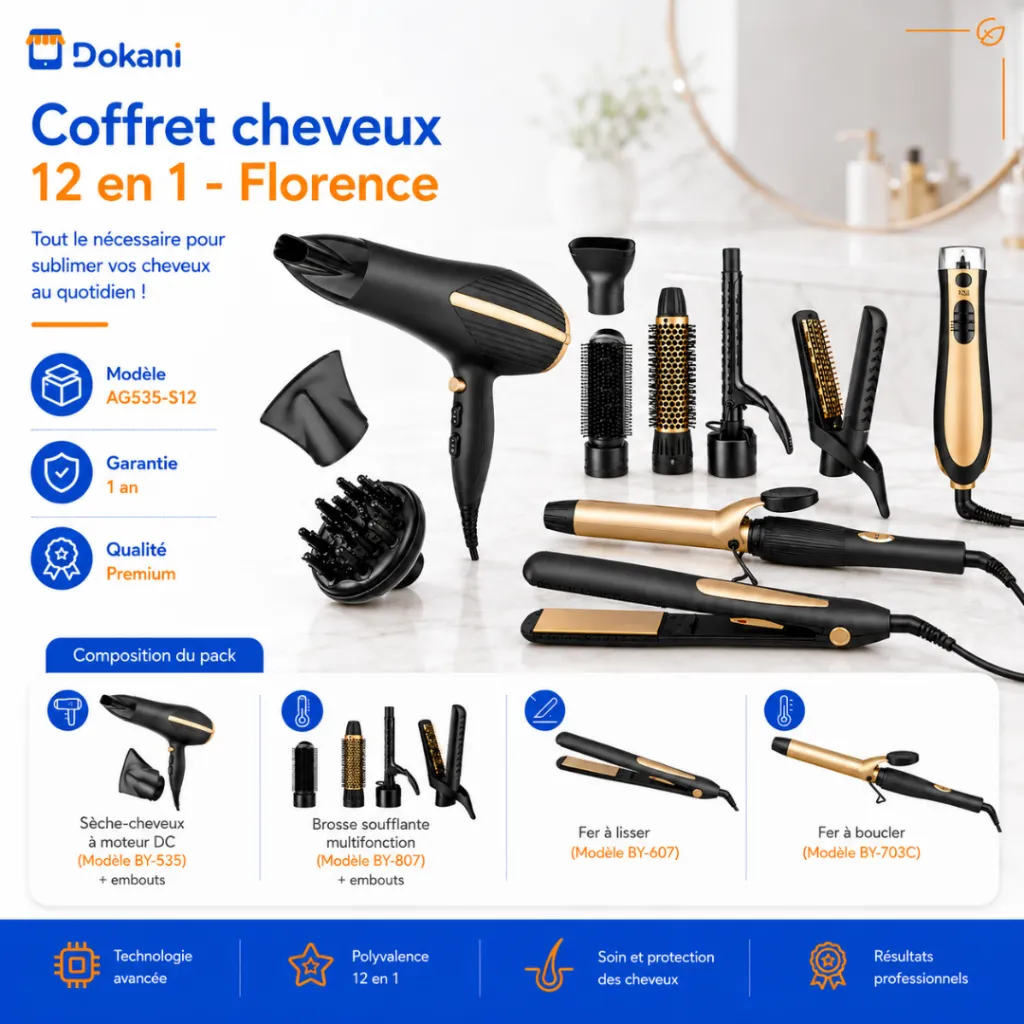 Dokani
Coffret cheveux
12 en 1 - Florence
Tout le nécessaire pour
sublimer vos cheveux
au quotidien !
Modèle
AG535-S12
Garantie
1 an
Qualité
Premium
Composition du pack
Sèche-cheveux
à moteur DC
(Modèle BY-535)
+ embouts
Brosse soufflante
multifonction
(Modèle BY-807)
+ embouts
Fer à lisser
(Modèle BY-607)
Fer à boucler
(Modèle BY-703C)
Technologie
avancée
Polyvalence
12 en 1
Soin et protection
des cheveux
Résultats
professionnels